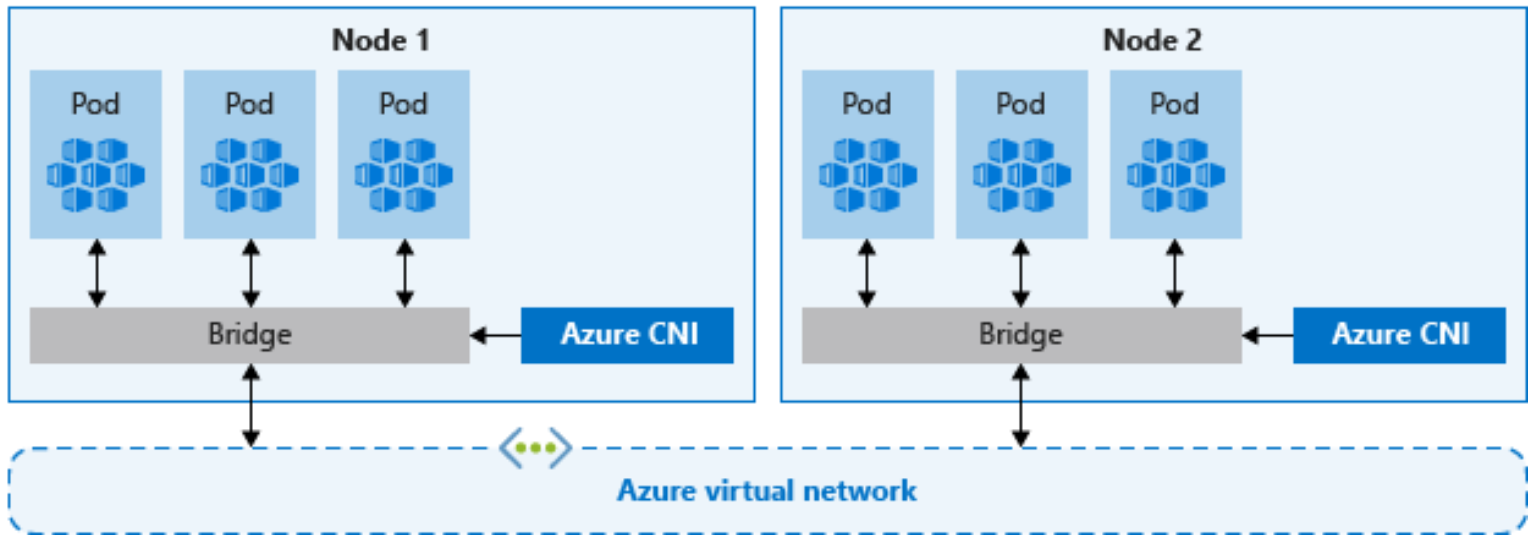 Node 1
Pod
Pod
Pod
Bridge
Azure CNI
Node 2
Pod
Pod
Pod
Bridge
Azure CNI
Azure virtual network